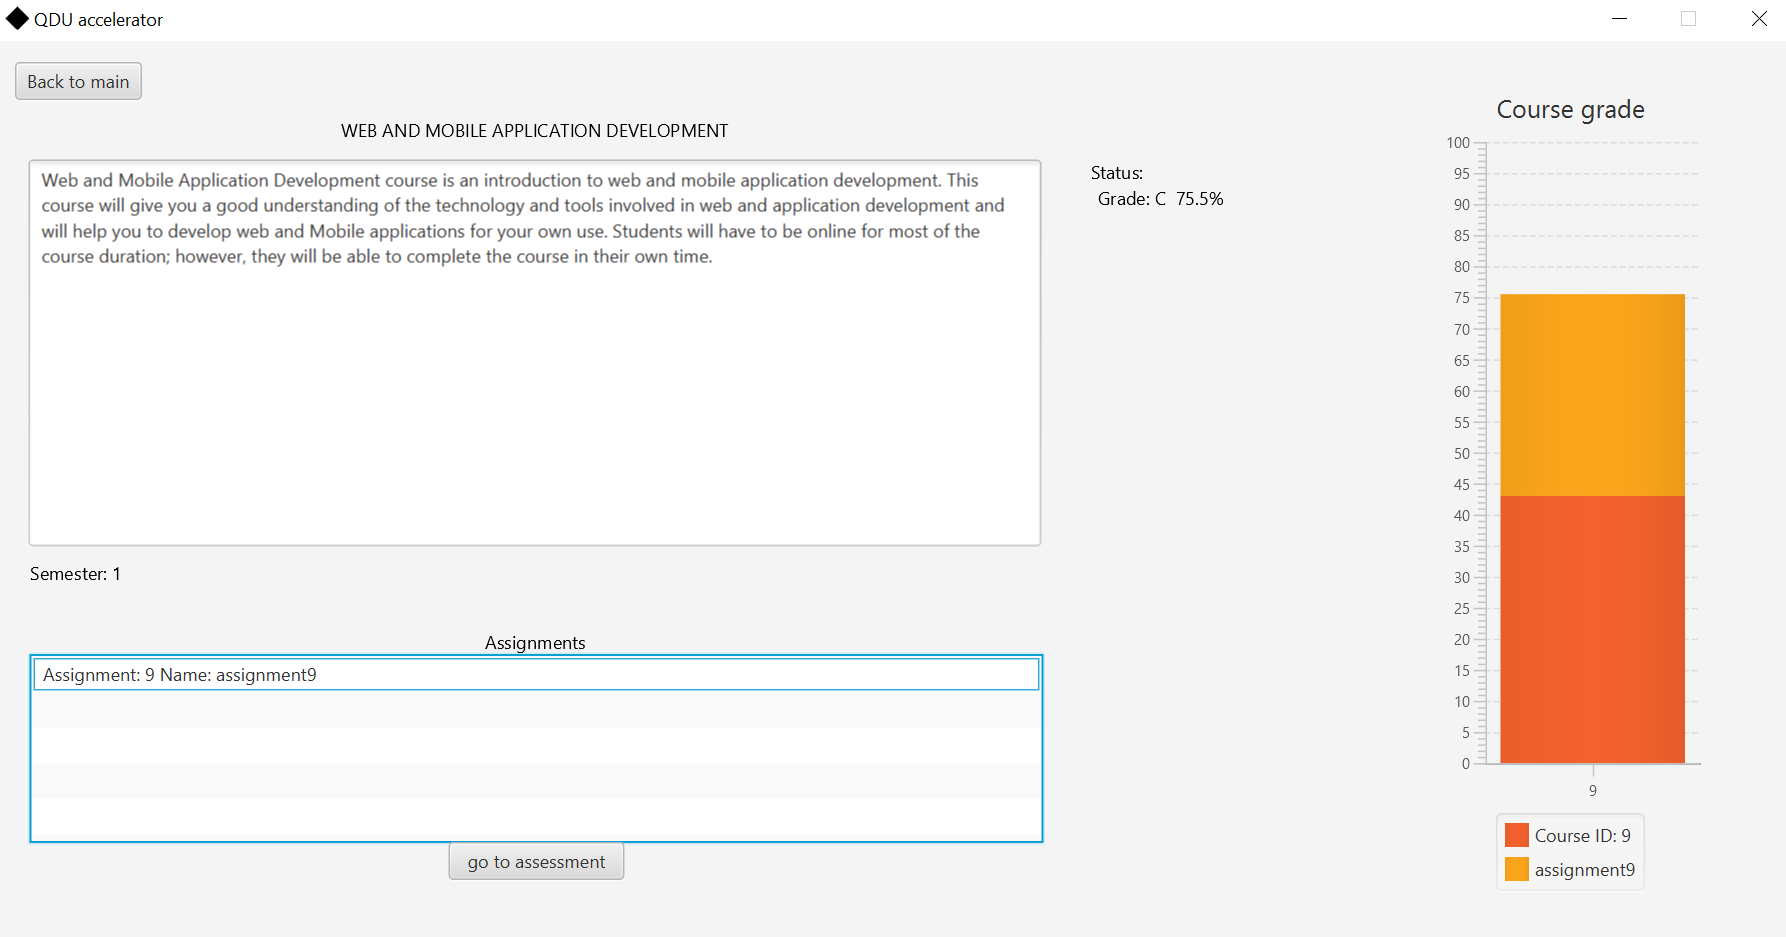 QDU accelerator
Back to main
WEB AND MOBILE APPLICATION DEVELOPMENT
Web and Mobile Application Development course is an introduction to web and mobile application development. This
course will give you a good understanding of the technology and tools involved in web and application development and
will help you to develop web and Mobile applications for your own use. Students will have to be online for most of the
course duration; however, they will be able to complete the course in their own time.
Semester: 1
Assignments
Assignment: 9 Name: assignment9
go to assessment
Status:
Grade: C 75.5%
Course grade
100
95
90
85
80
75
70
65
60
55
50
45
40
35
30
25
20
15
10
5
0
9
Course ID: 9
assignment9